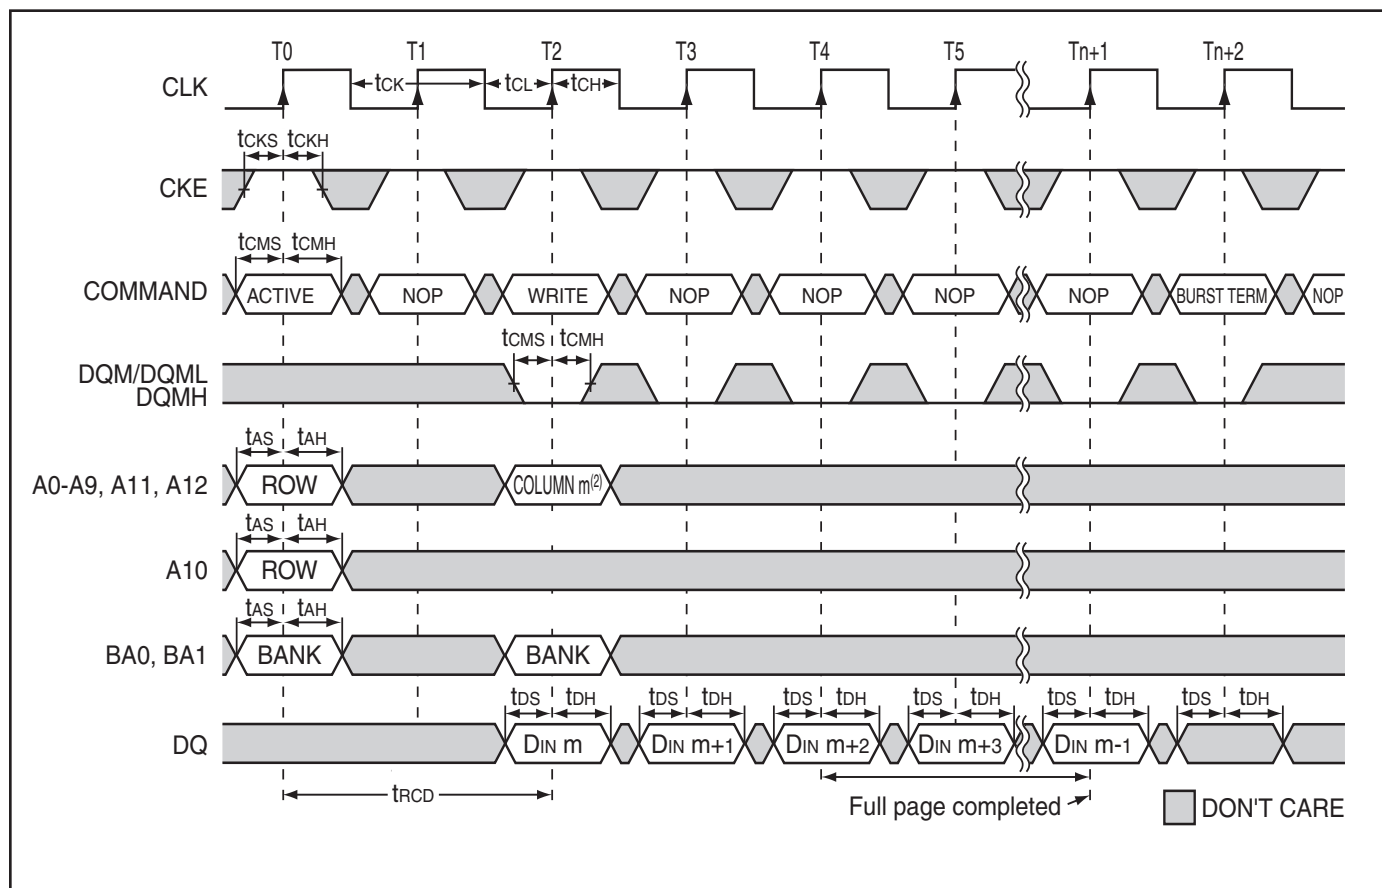 T0 T1 T2 T3 T4 T5 Tn+1 Tn+2
CLK tCK tCL tCH
tCKS tCKH
CKE
tCMS tCMH
COMMAND ACTIVE NOP WRITE NOP NOP NOP NOP BURST TERM NOP
tCMS tCMH
DQM/DQML
DQMH
tAS tAH
A0-A9, A11, A12 ROW COLUMN m(2)
tAS tAH
A10 ROW
tAS tAH
BA0, BA1 BANK BANK
tDS tDH tDS tDH tDS tDH tDS tDH tDS tDH tDS tDH
DQ DIN m DIN m+1 DIN m+2 DIN m+3 DIN m-1
tRCD
Full page completed
DON'T CARE